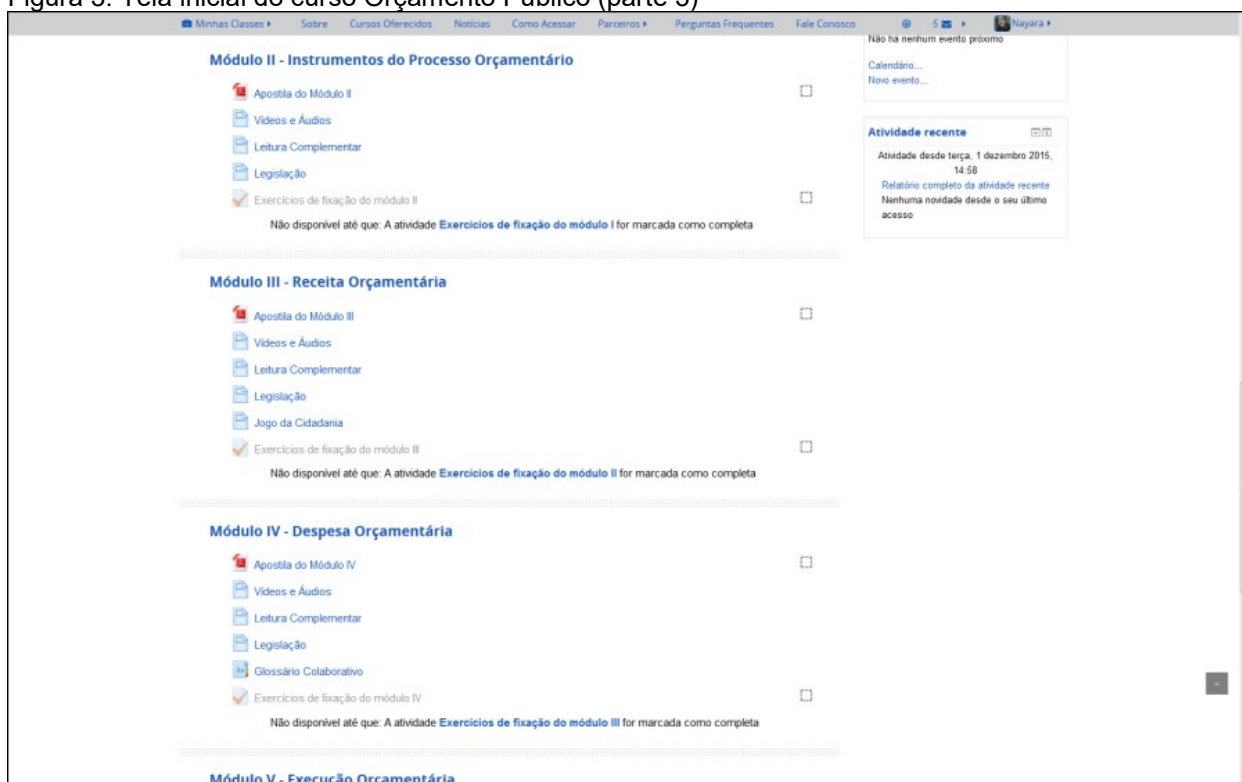 Figura 3: Tela inicial do curso Orçamento Público (parte 3)
Minhas Classes Sobre Cursos Oferecidos Notícias Como Acessar Parceiros Perguntas Frequentes Fale Conosco 5 Nayara
Não há nenhum evento próximo
Calendário...
Novo evento...
Atividade recente
Atividade desde terça, 1 dezembro 2015,
14:58
Relatório completo da atividade recente
Nenhuma novidade desde o seu último
acesso
Módulo II - Instrumentos do Processo Orçamentário
Apostila do Módulo II
Vídeos e Áudios
Leitura Complementar
Legislação
Exercícios de fixação do módulo II
Não disponível até que: A atividade Exercícios de fixação do módulo I for marcada como completa
Módulo III - Receita Orçamentária
Apostila do Módulo III
Vídeos e Áudios
Leitura Complementar
Legislação
Jogo da Cidadania
Exercícios de fixação do módulo III
Não disponível até que: A atividade Exercícios de fixação do módulo II for marcada como completa
Módulo IV - Despesa Orçamentária
Apostila do Módulo IV
Vídeos e Áudios
Leitura Complementar
Legislação
Glossário Colaborativo
Exercícios de fixação do módulo IV
Não disponível até que: A atividade Exercícios de fixação do módulo III for marcada como completa
Módulo V - Execução Orçamentária